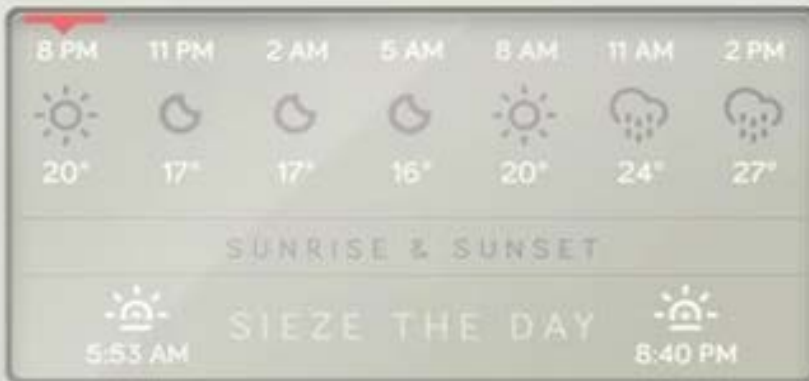 8 PM 11 PM 2 AM 5 AM 8 AM 11 AM 2 PM
20° 17° 17° 16° 20° 24° 27°
SUNRISE & SUNSET
SIEZE THE DAY
5:53 AM 8:40 PM